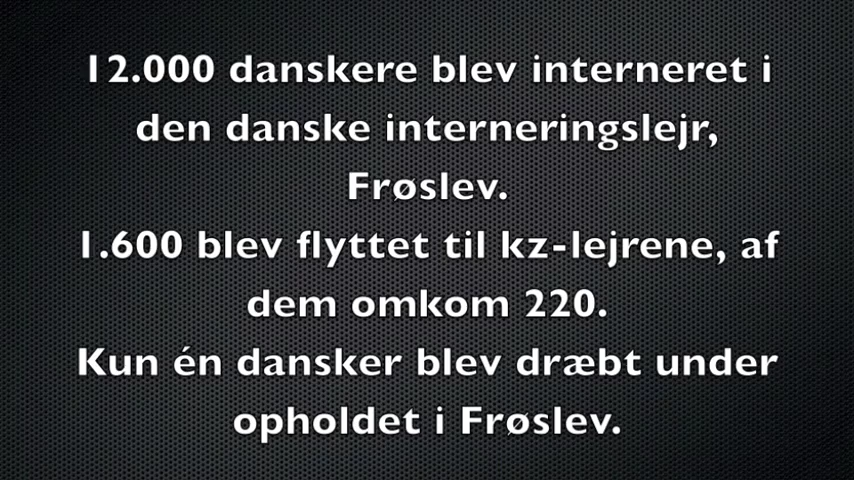 12.000 danskere blev interneret i
den danske interneringslejr,
Frøslev.
1.600 blev flyttet til kz-lejrene, af
dem omkom 220.
Kun én dansker blev dræbt under
opholdet i Frøslev.